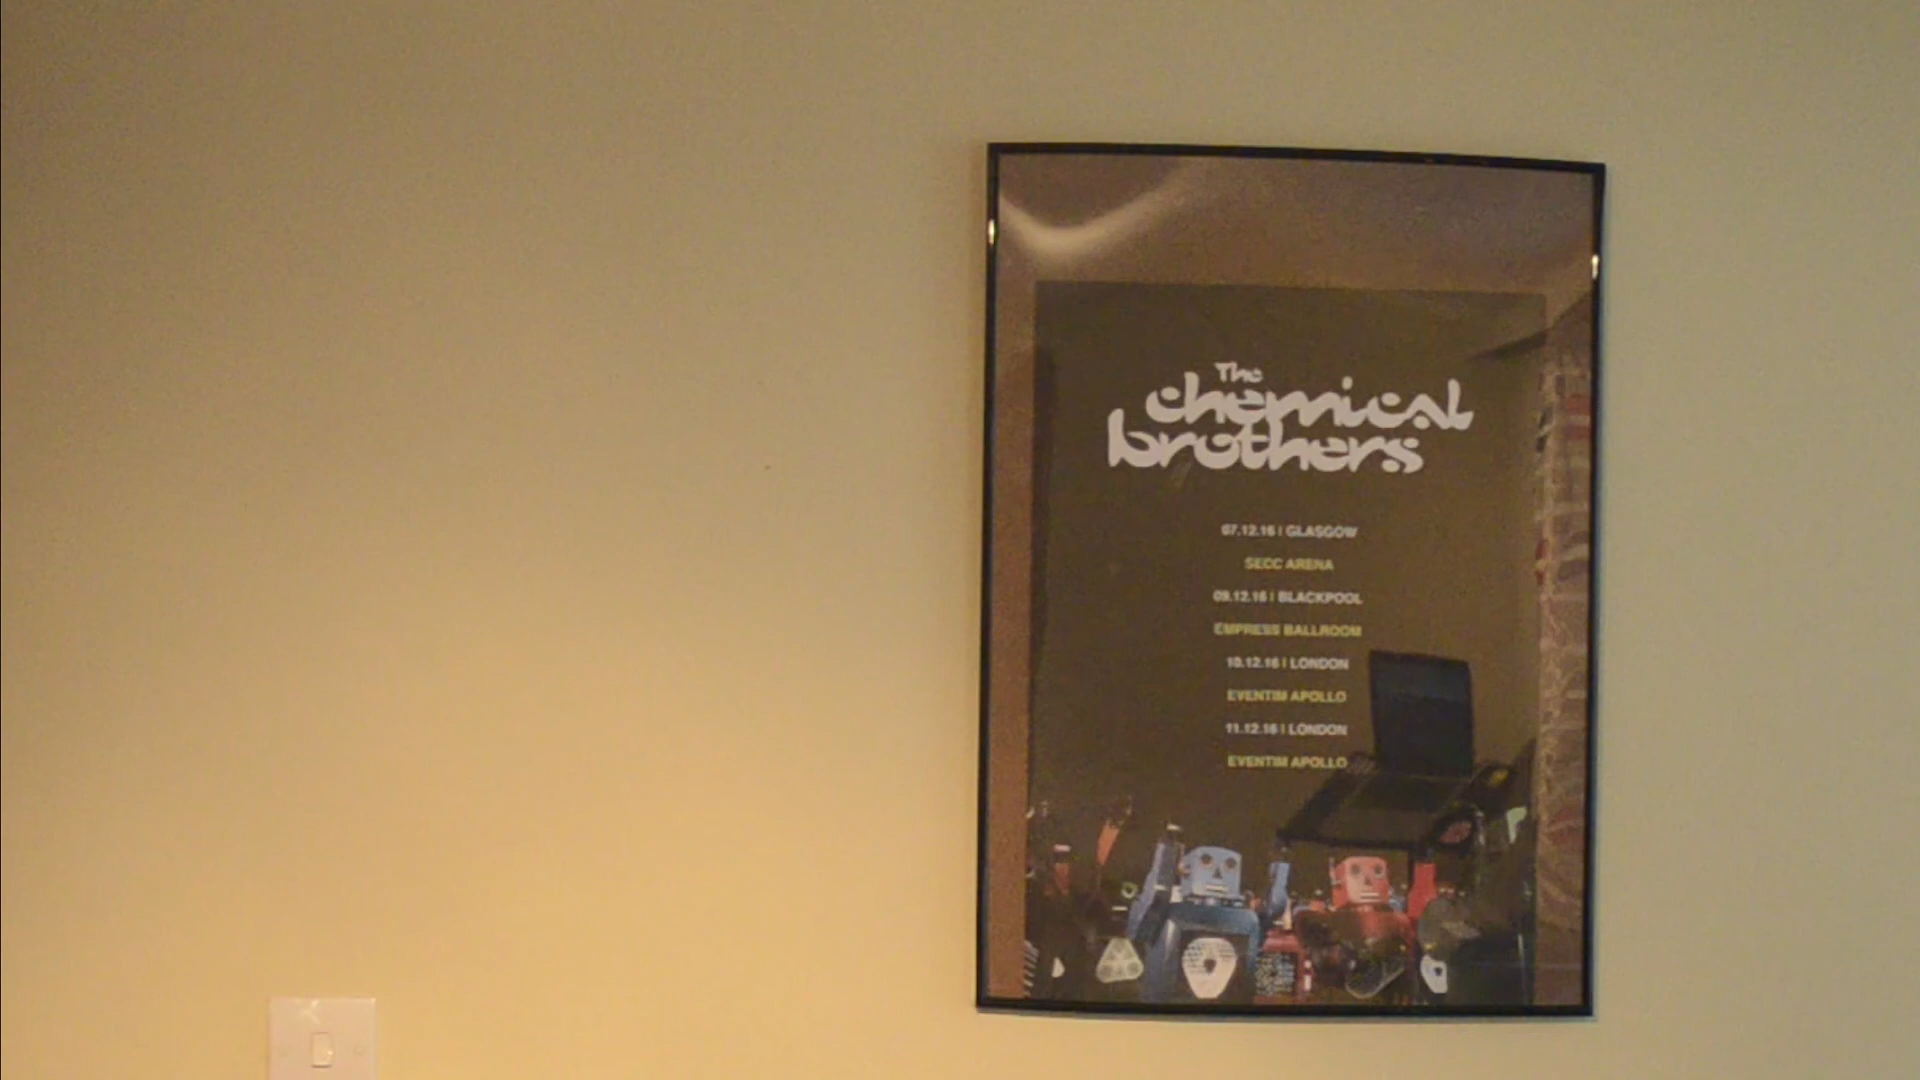 The
chemical
brothers
07.12.16 | GLASGOW
SECC ARENA
09.12.16 | BLACKPOOL
EMPRESS BALLROOM
10.12.16 | LONDON
EVENTIM APOLLO
11.12.16 | LONDON
EVENTIM APOLLO